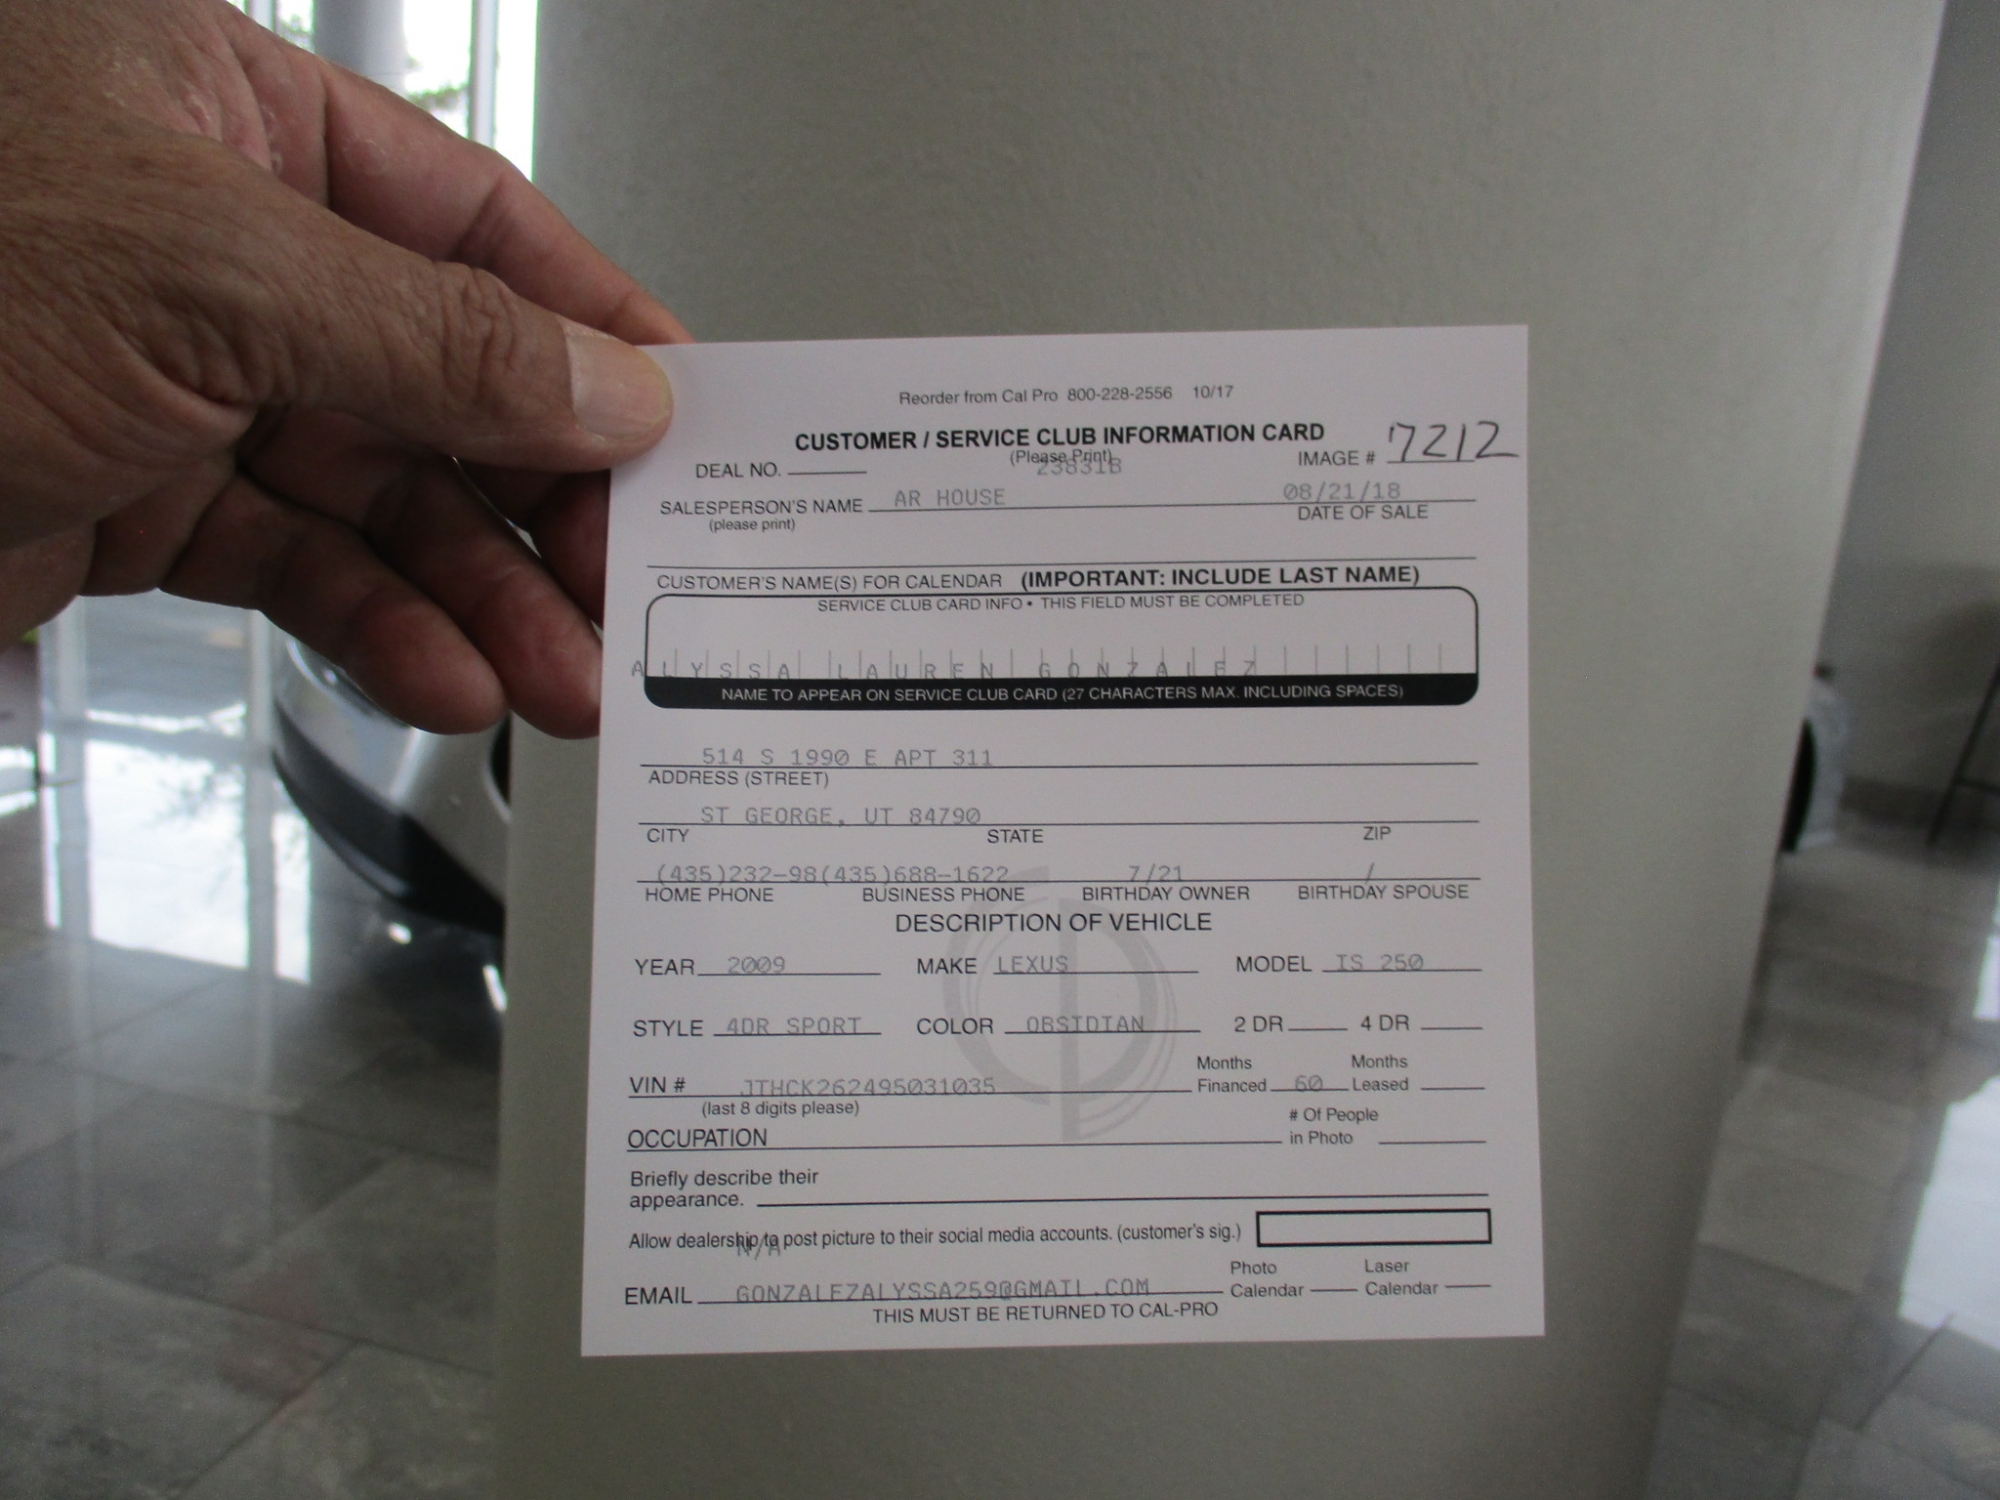 Reorder from Cal Pro 800-228-2556 10/17
CUSTOMER / SERVICE CLUB INFORMATION CARD
(Please Print)
DEAL NO. 23831B IMAGE # 7212
SALESPERSON'S NAME AR HOUSE 08/21/18
(please print) DATE OF SALE
CUSTOMER'S NAME(S) FOR CALENDAR (IMPORTANT: INCLUDE LAST NAME)
SERVICE CLUB CARD INFO • THIS FIELD MUST BE COMPLETED
ALYSSA LAUREN GONZALEZ
NAME TO APPEAR ON SERVICE CLUB CARD (27 CHARACTERS MAX. INCLUDING SPACES)
514 S 1990 E APT 311
ADDRESS (STREET)
ST GEORGE, UT 84790
CITY STATE ZIP
(435)232-98(435)688-1622 7/21 /
HOME PHONE BUSINESS PHONE BIRTHDAY OWNER BIRTHDAY SPOUSE
DESCRIPTION OF VEHICLE
YEAR 2009 MAKE LEXUS MODEL IS 250
STYLE 4DR SPORT COLOR OBSIDIAN 2 DR 4 DR
Months Months
VIN # JTHCK262495031035 Financed 60 Leased
(last 8 digits please)
# Of People
OCCUPATION in Photo
Briefly describe their
appearance.
Allow dealership to post picture to their social media accounts. (customer's sig.)
N/A
Photo Laser
EMAIL GONZALEZALYSSA259@GMAIL.COM Calendar Calendar
THIS MUST BE RETURNED TO CAL-PRO